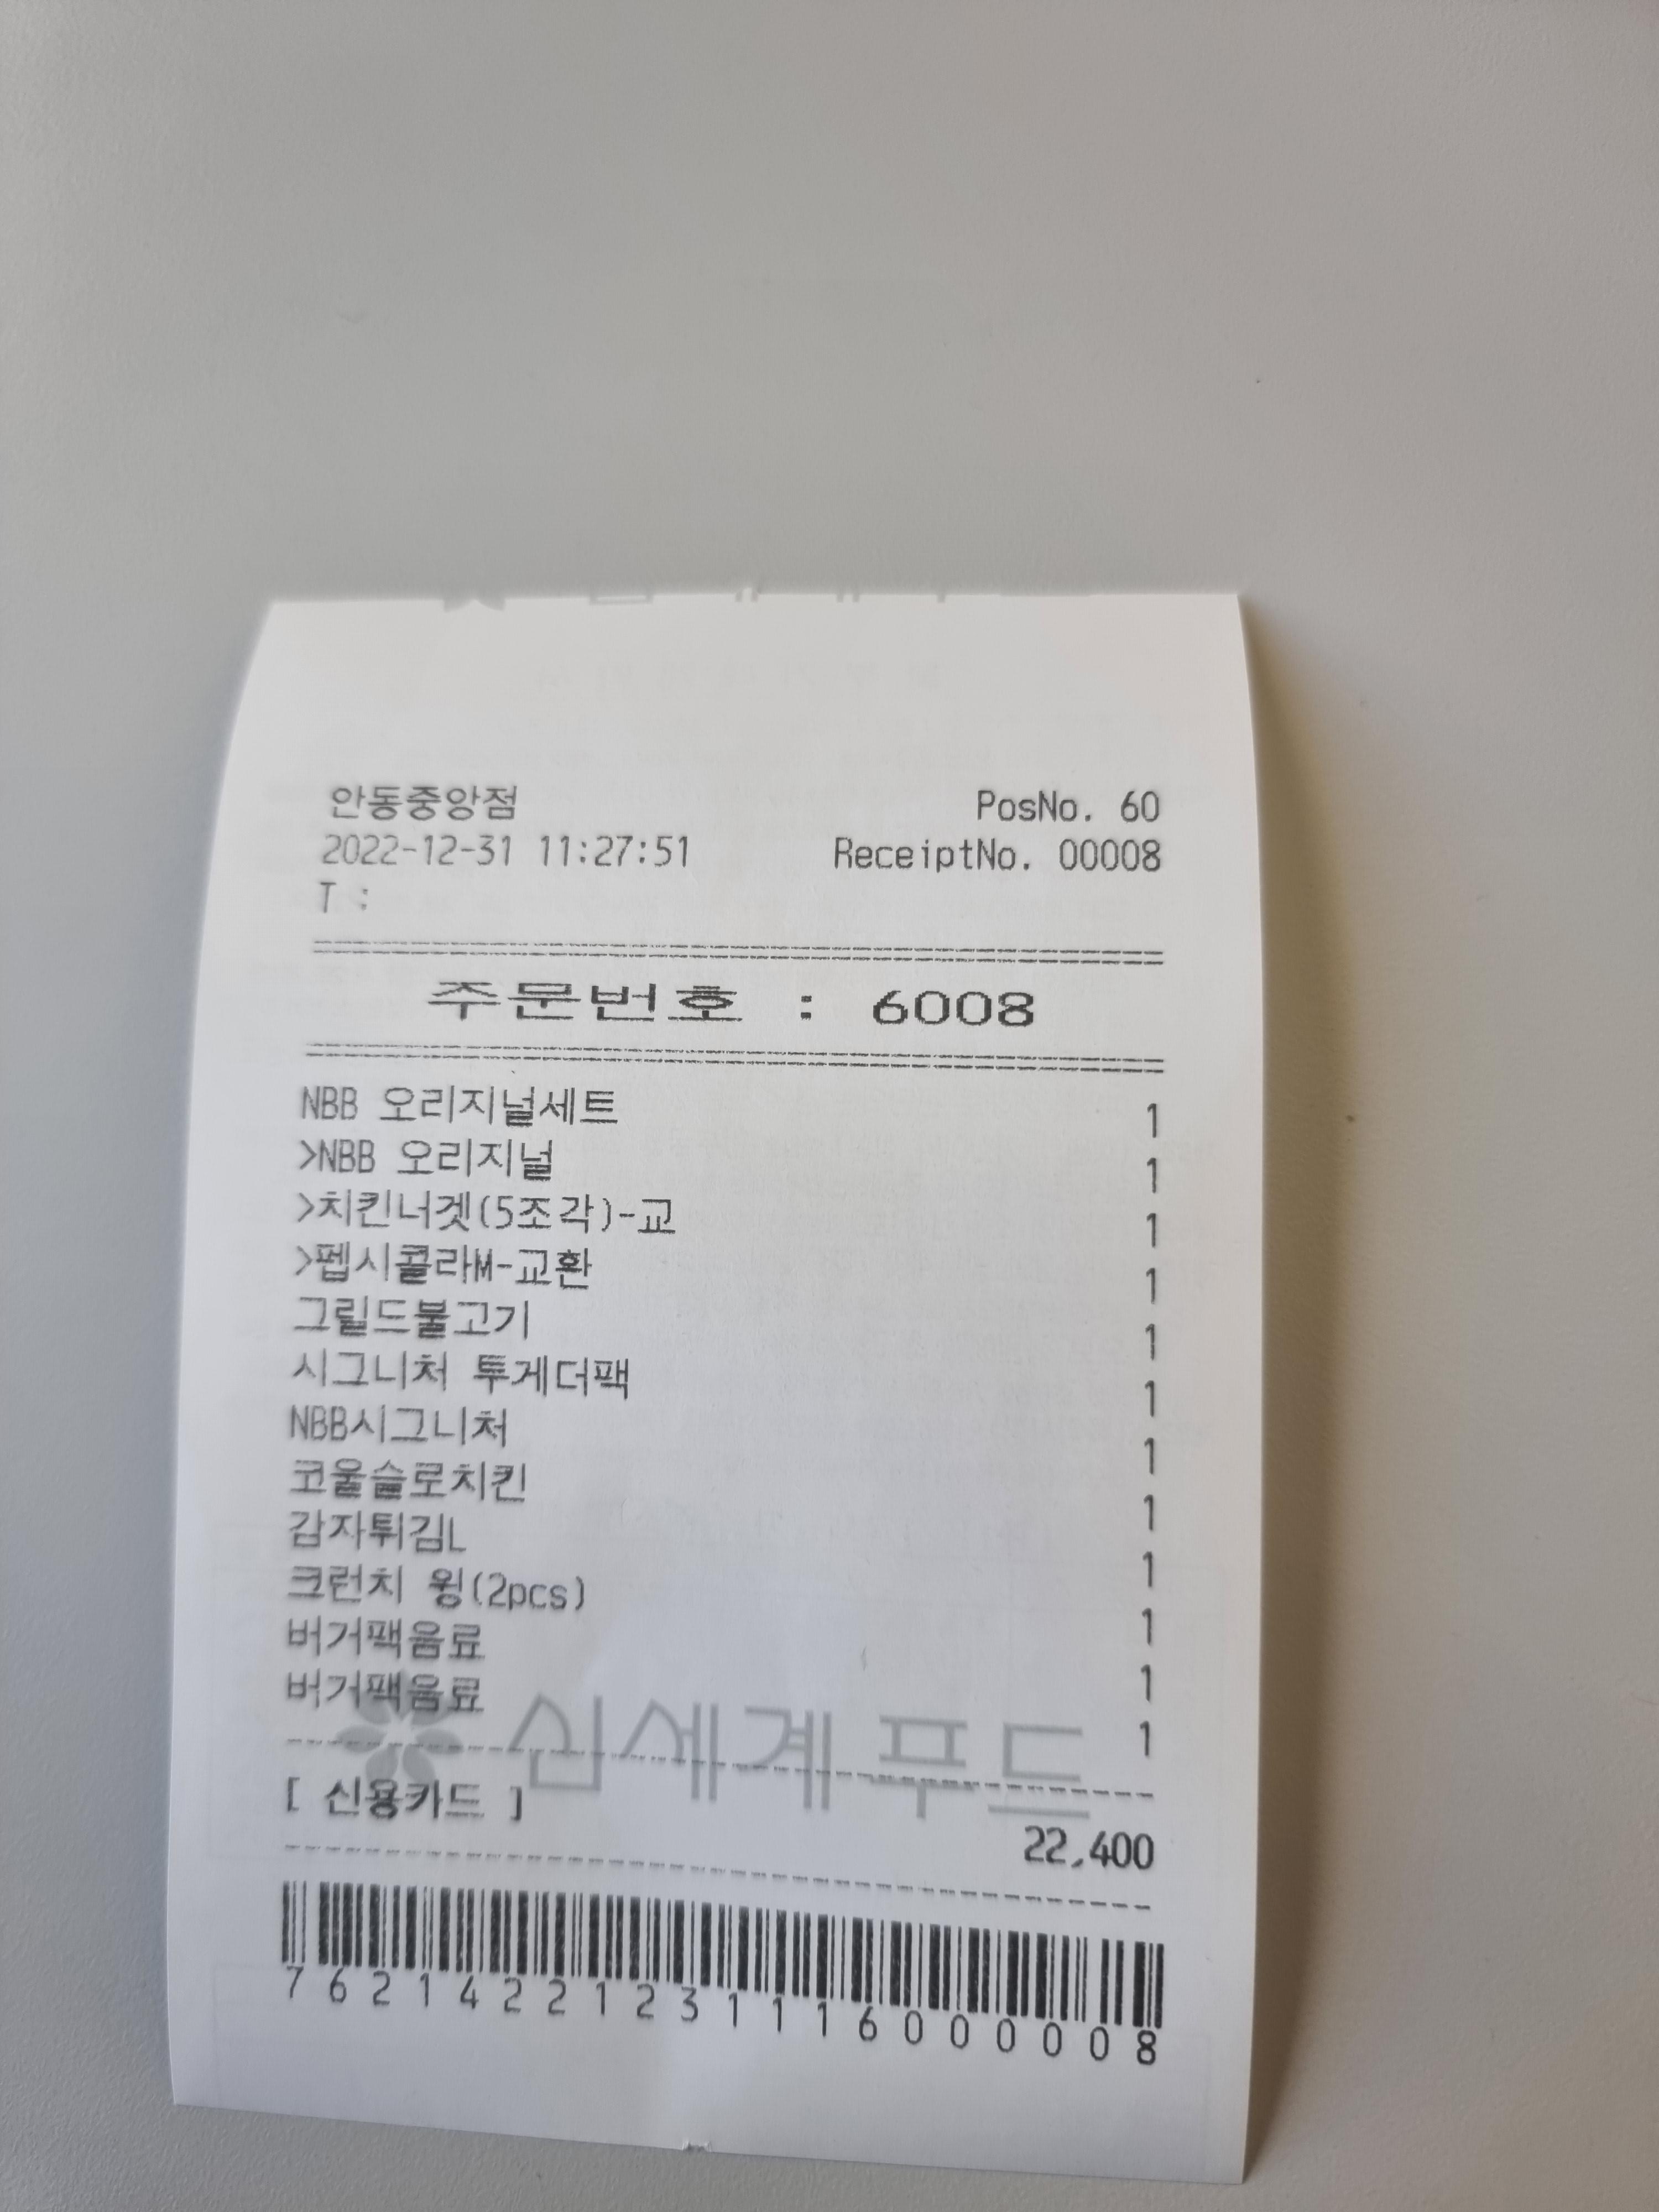 안동중앙점 PosNo. 60
2022-12-31 11:27:51 ReceiptNo. 00008
T :
주문번호 : 6008
NBB 오리지널세트 1
>NBB 오리지널 1
>치킨너겟(5조각)-교 1
>펩시콜라M-교환 1
그릴드불고기 1
시그니처 투게더팩 1
NBB시그니처 1
코울슬로치킨 1
감자튀김L 1
크런치 윙(2pcs) 1
버거팩음료 1
버거팩음료 1
신세계푸드
[ 신용카드 ] 22,400
7621422123111600008